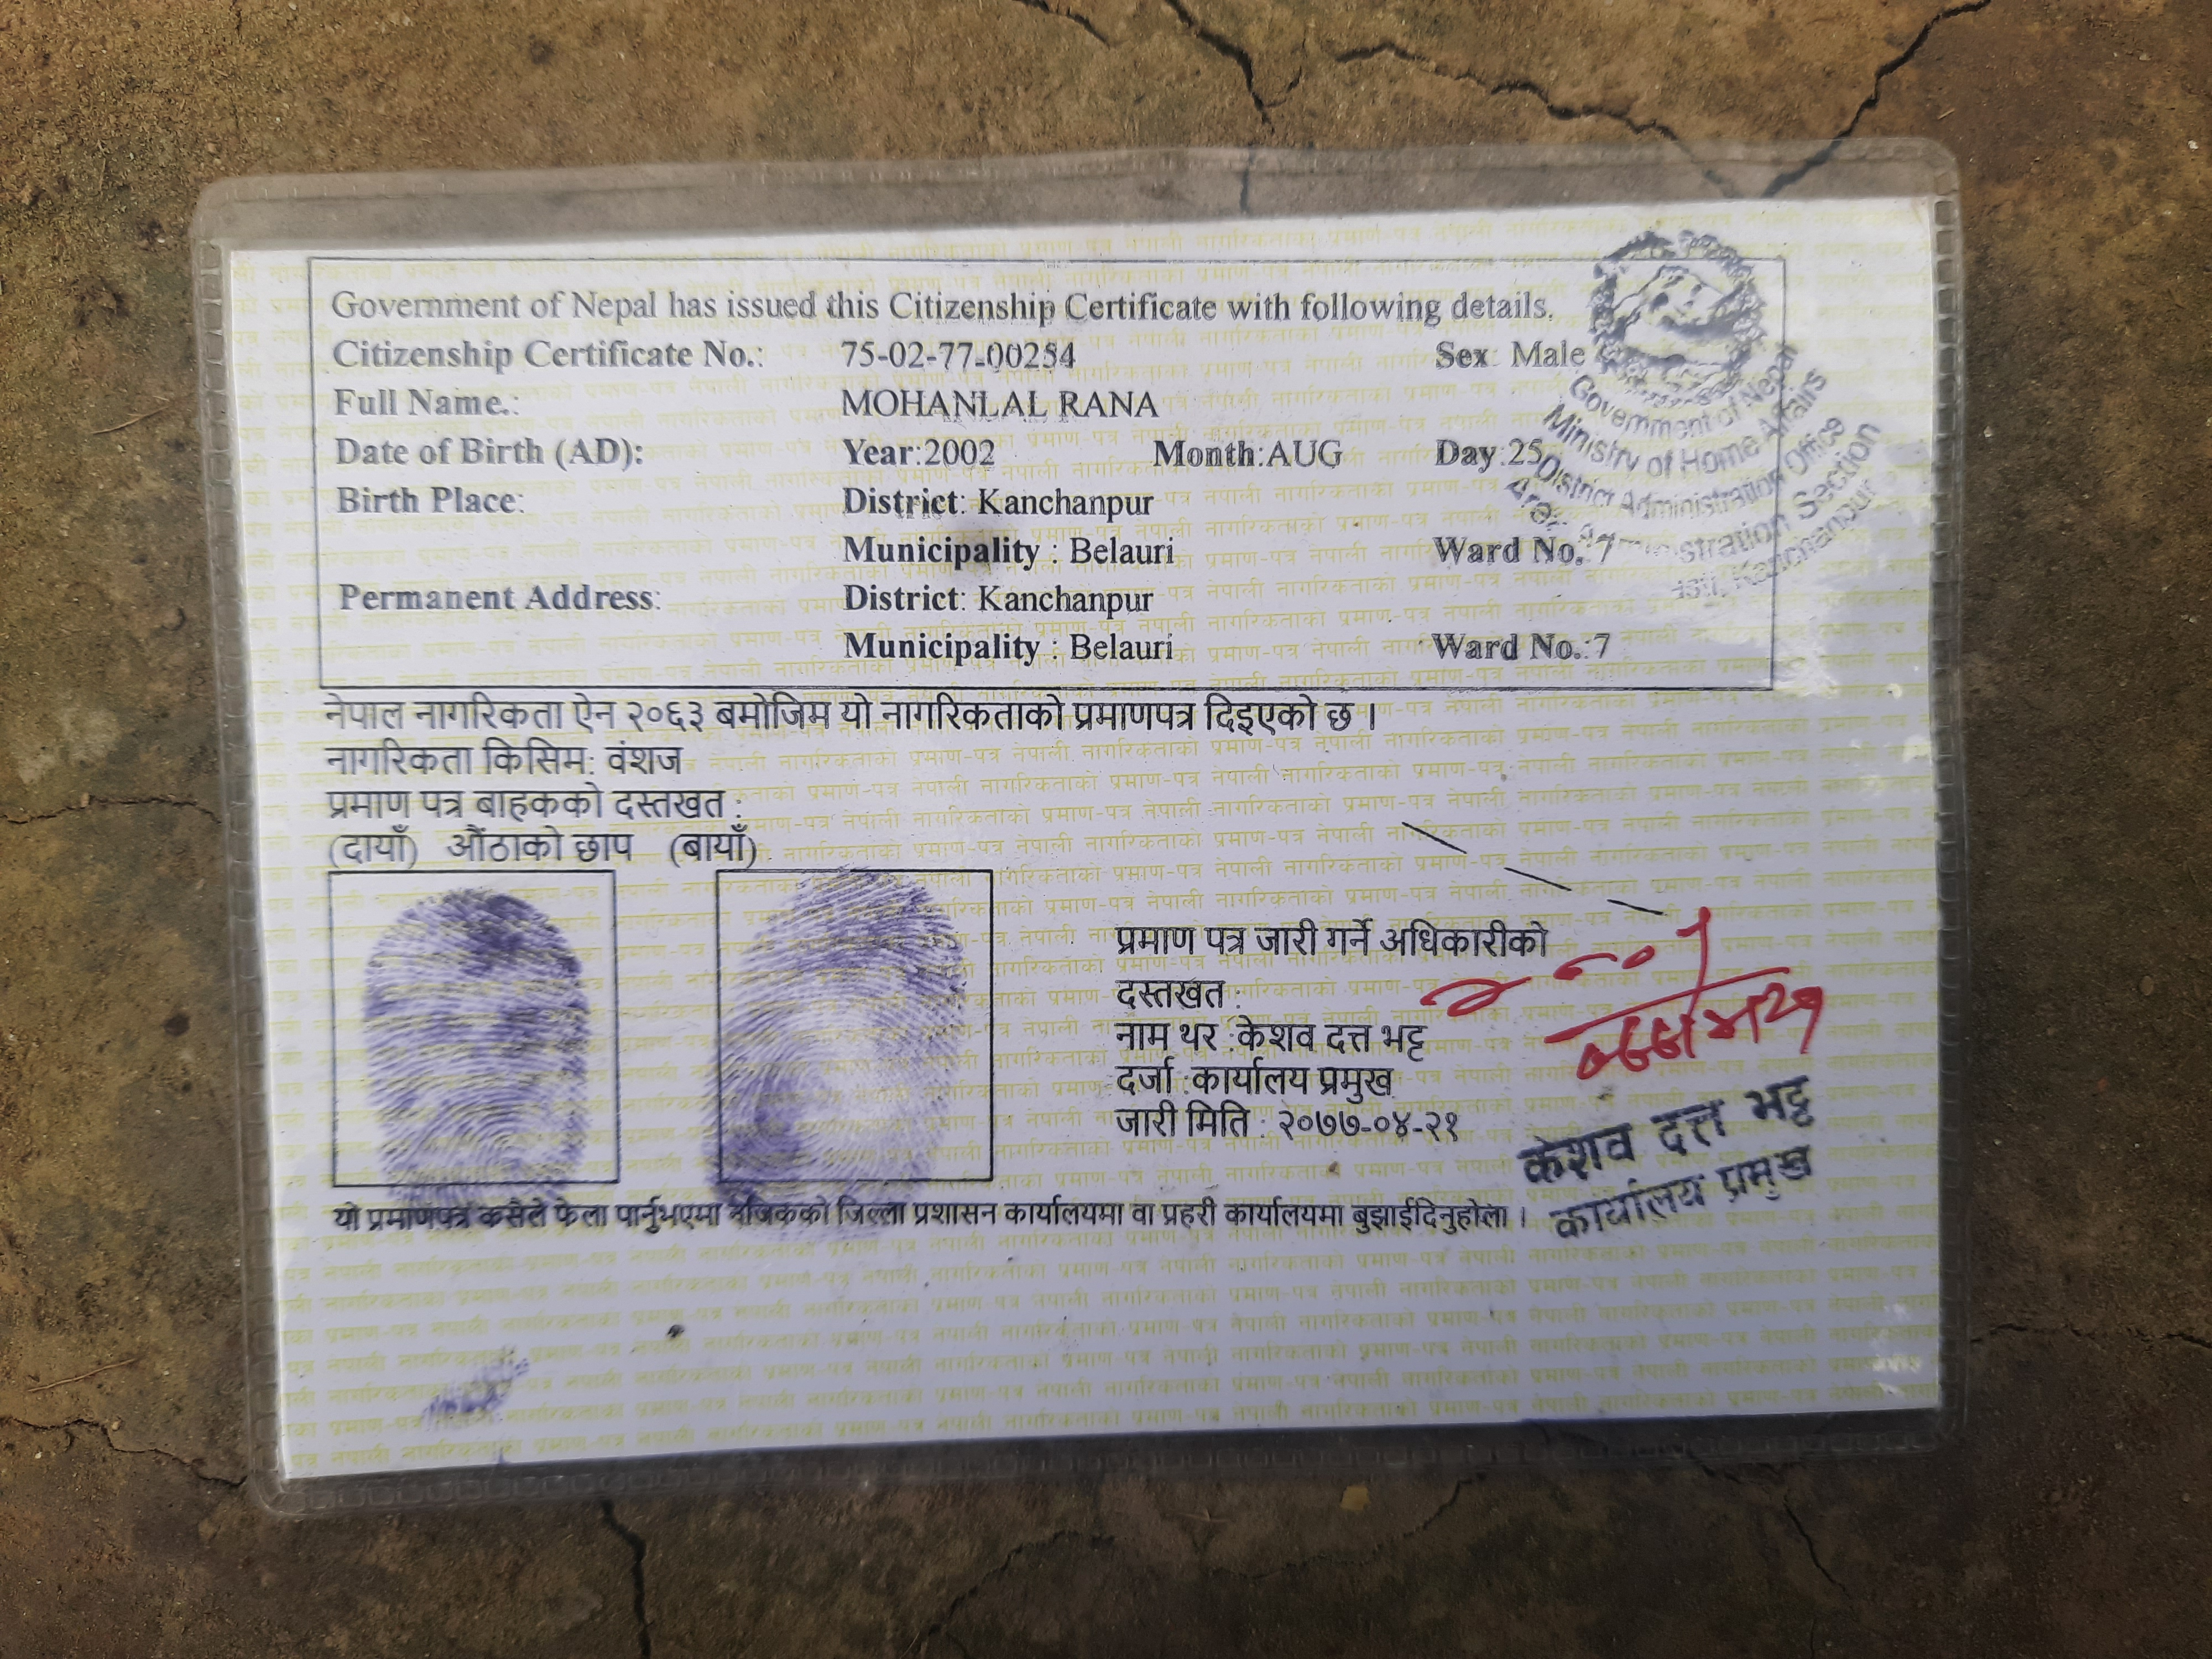 Government of Nepal has issued this Citizenship Certificate with following details.
Citizenship Certificate No.: 75-02-77-00254 Sex: Male
Full Name.: MOHANLAL RANA
Date of Birth (AD): Year:2002 Month:AUG Day:25
Birth Place: District: Kanchanpur
Municipality : Belauri Ward No.
Permanent Address: District: Kanchanpur
Municipality : Belauri Ward No.:7
Government of Nepal
Ministry of Home Affairs
District Administration Office
Administration Section
Kanchanpur
नेपाल नागरिकता ऐन २०६३ बमोजिम यो नागरिकताको प्रमाणपत्र दिइएको छ ।
नागरिकता किसिम: वंशज
प्रमाण पत्र बाहकको दस्तखत :
(दायाँ) औंठाको छाप (बायाँ)
प्रमाण पत्र जारी गर्ने अधिकारीको
दस्तखत :
नाम थर :केशव दत्त भट्ट
दर्जा :कार्यालय प्रमुख
जारी मिति : २०७७-०४-२१
केशव दत्त भट्ट
कार्यालय प्रमुख
यो प्रमाणपत्र कसैले फेला पार्नुभएमा नजिकको जिल्ला प्रशासन कार्यालयमा वा प्रहरी कार्यालयमा बुझाईदिनुहोला ।